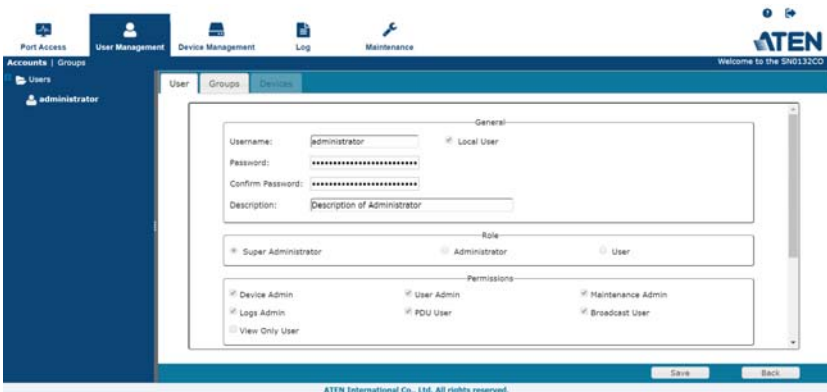 ATEN
Port Access User Management Device Management Log Maintenance
Accounts | Groups Welcome to the SN0132CO
Users
administrator
User Groups Devices
General
Username: administrator Local User
Password: ••••••••••••••••••••••••
Confirm Password: ••••••••••••••••••••••••
Description: Description of Administrator
Role
Super Administrator Administrator User
Permissions
Device Admin User Admin Maintenance Admin
Logs Admin PDU User Broadcast User
View Only User
Save Back
ATEN International Co., Ltd. All rights reserved.